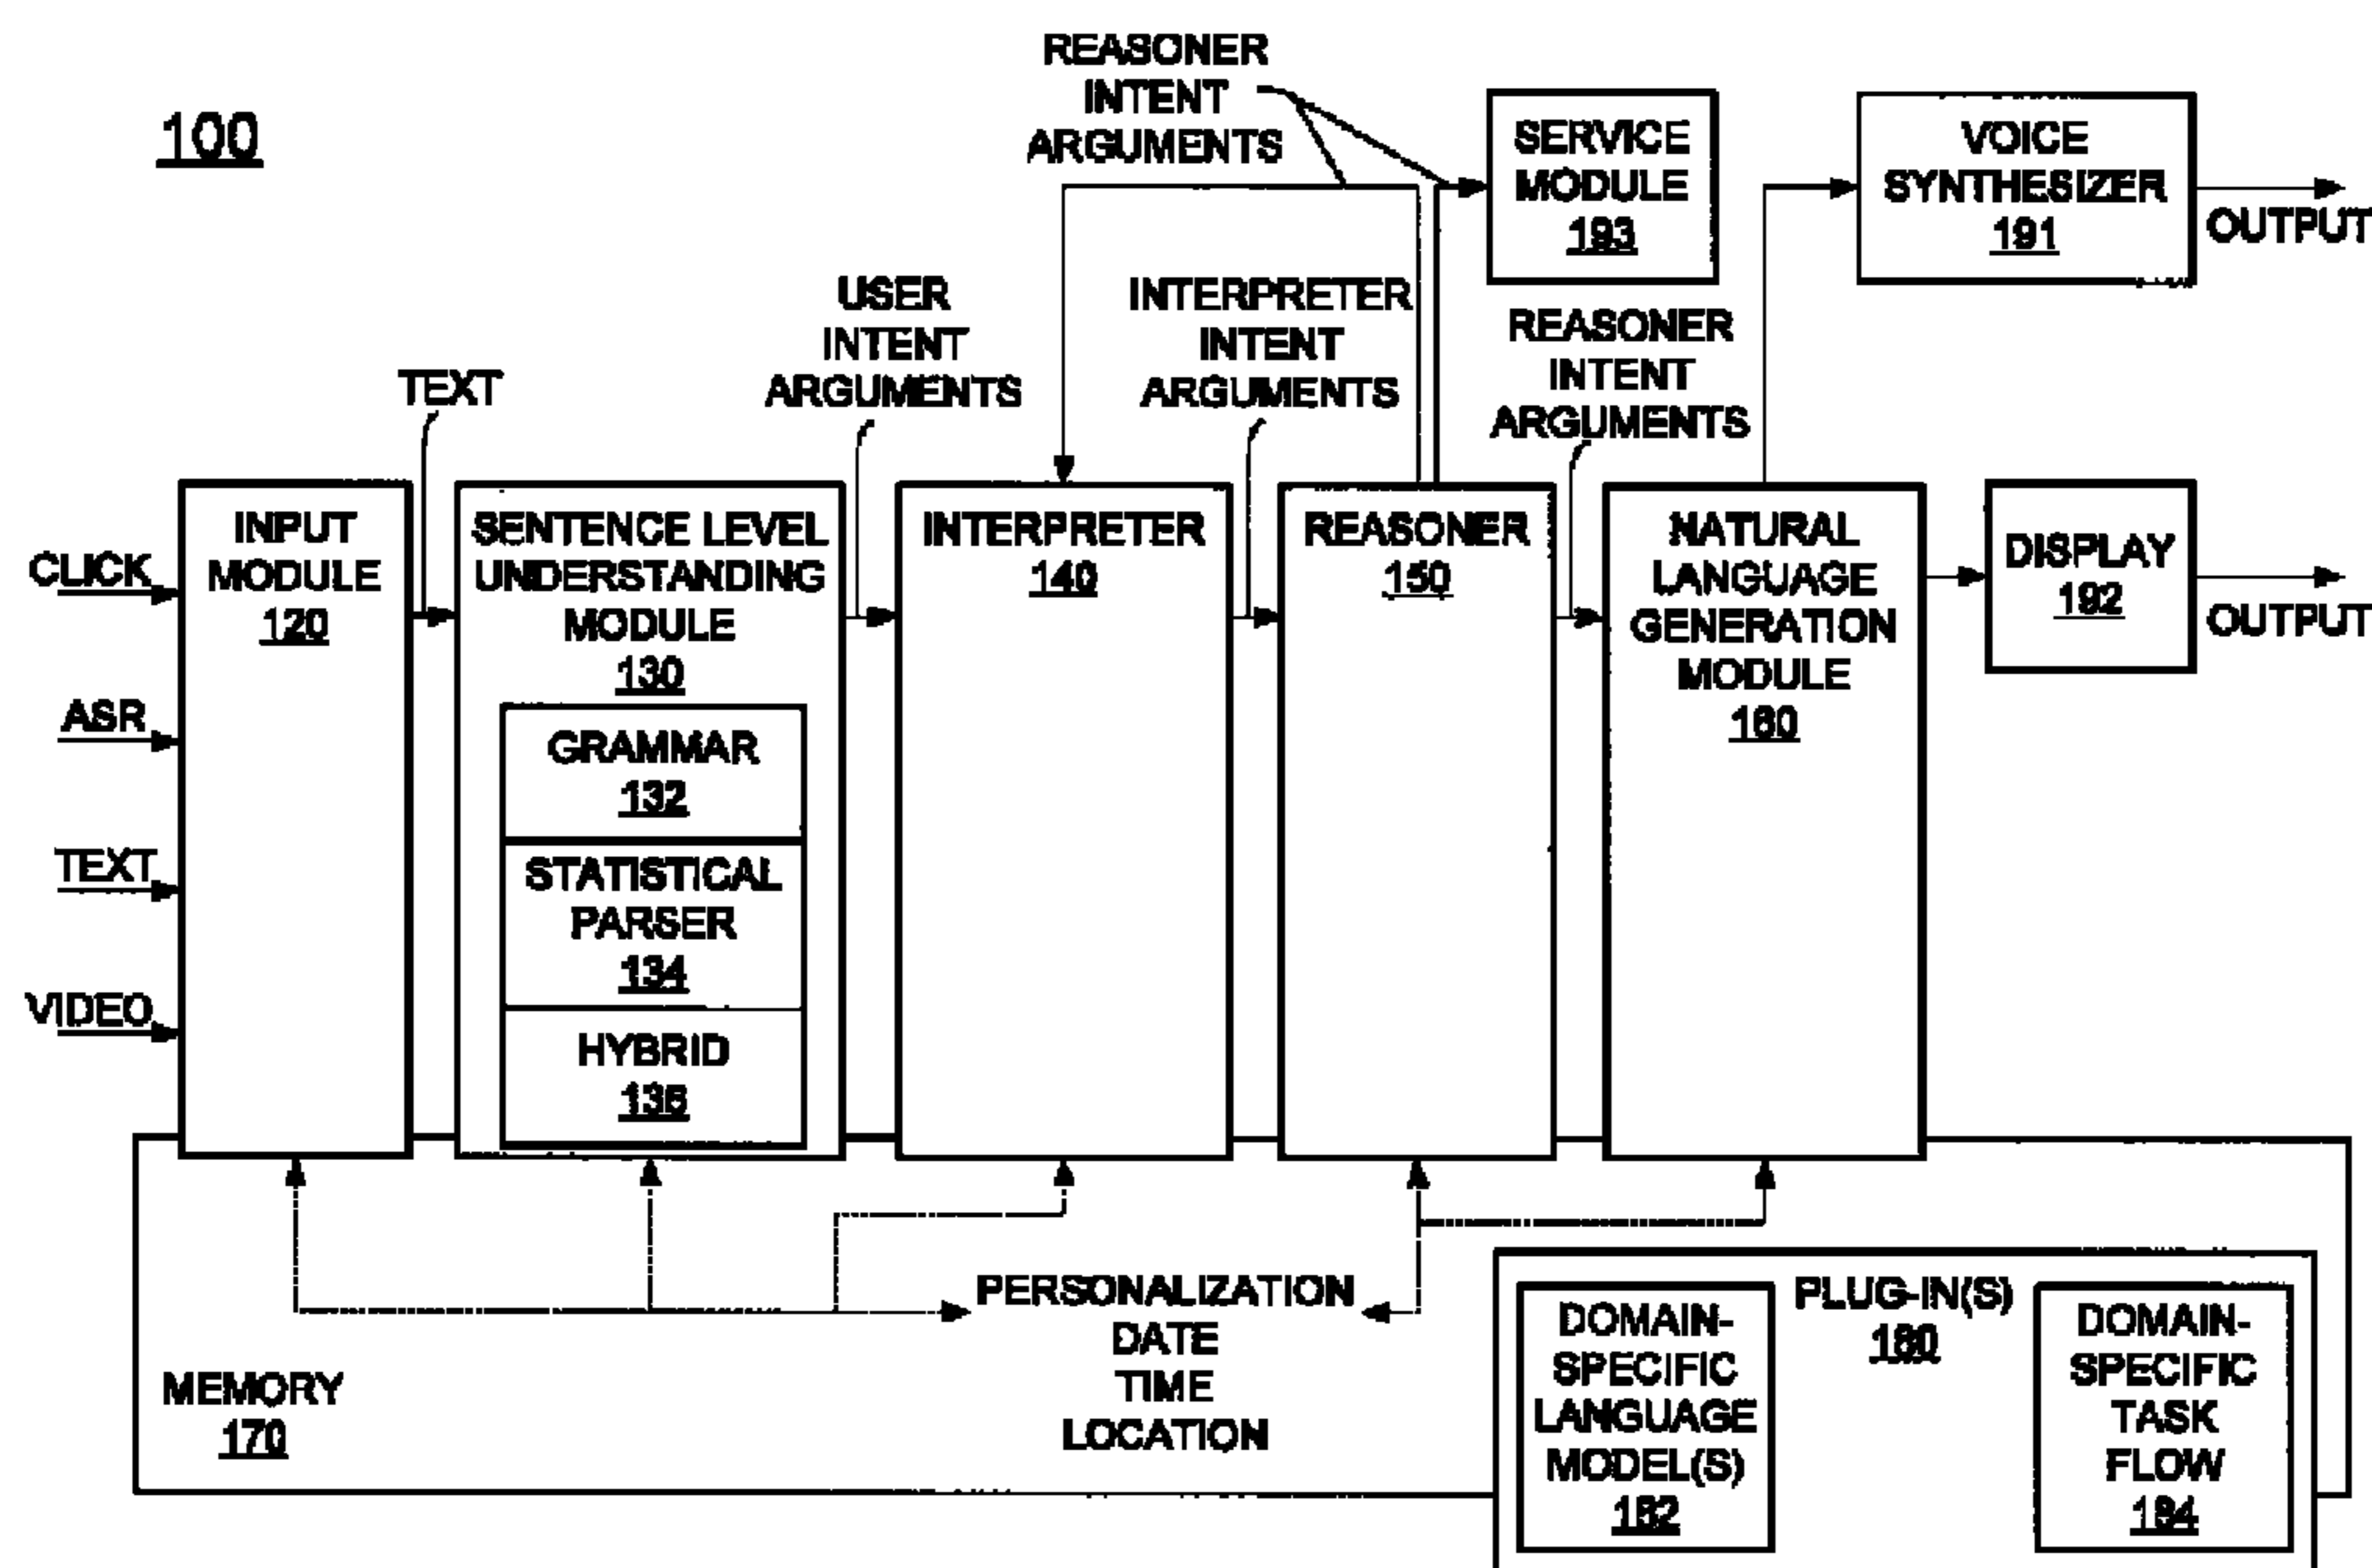 100
REASONER
INTENT
ARGUMENTS
SERVICE
MODULE
193
VOICE
SYNTHESIZER
191
OUTPUT
TEXT
USER
INTENT
ARGUMENTS
INTERPRETER
INTENT
ARGUMENTS
REASONER
INTENT
ARGUMENTS
CLICK
ASR
TEXT
VIDEO
INPUT
MODULE
120
SENTENCE LEVEL
UNDERSTANDING
MODULE
130
GRAMMAR
132
STATISTICAL
PARSER
134
HYBRID
136
INTERPRETER
140
REASONER
150
NATURAL
LANGUAGE
GENERATION
MODULE
160
DISPLAY
192
OUTPUT
MEMORY
170
PERSONALIZATION
DATE
TIME
LOCATION
PLUG-IN(S)
180
DOMAIN-
SPECIFIC
LANGUAGE
MODEL(S)
182
DOMAIN-
SPECIFIC
TASK
FLOW
184